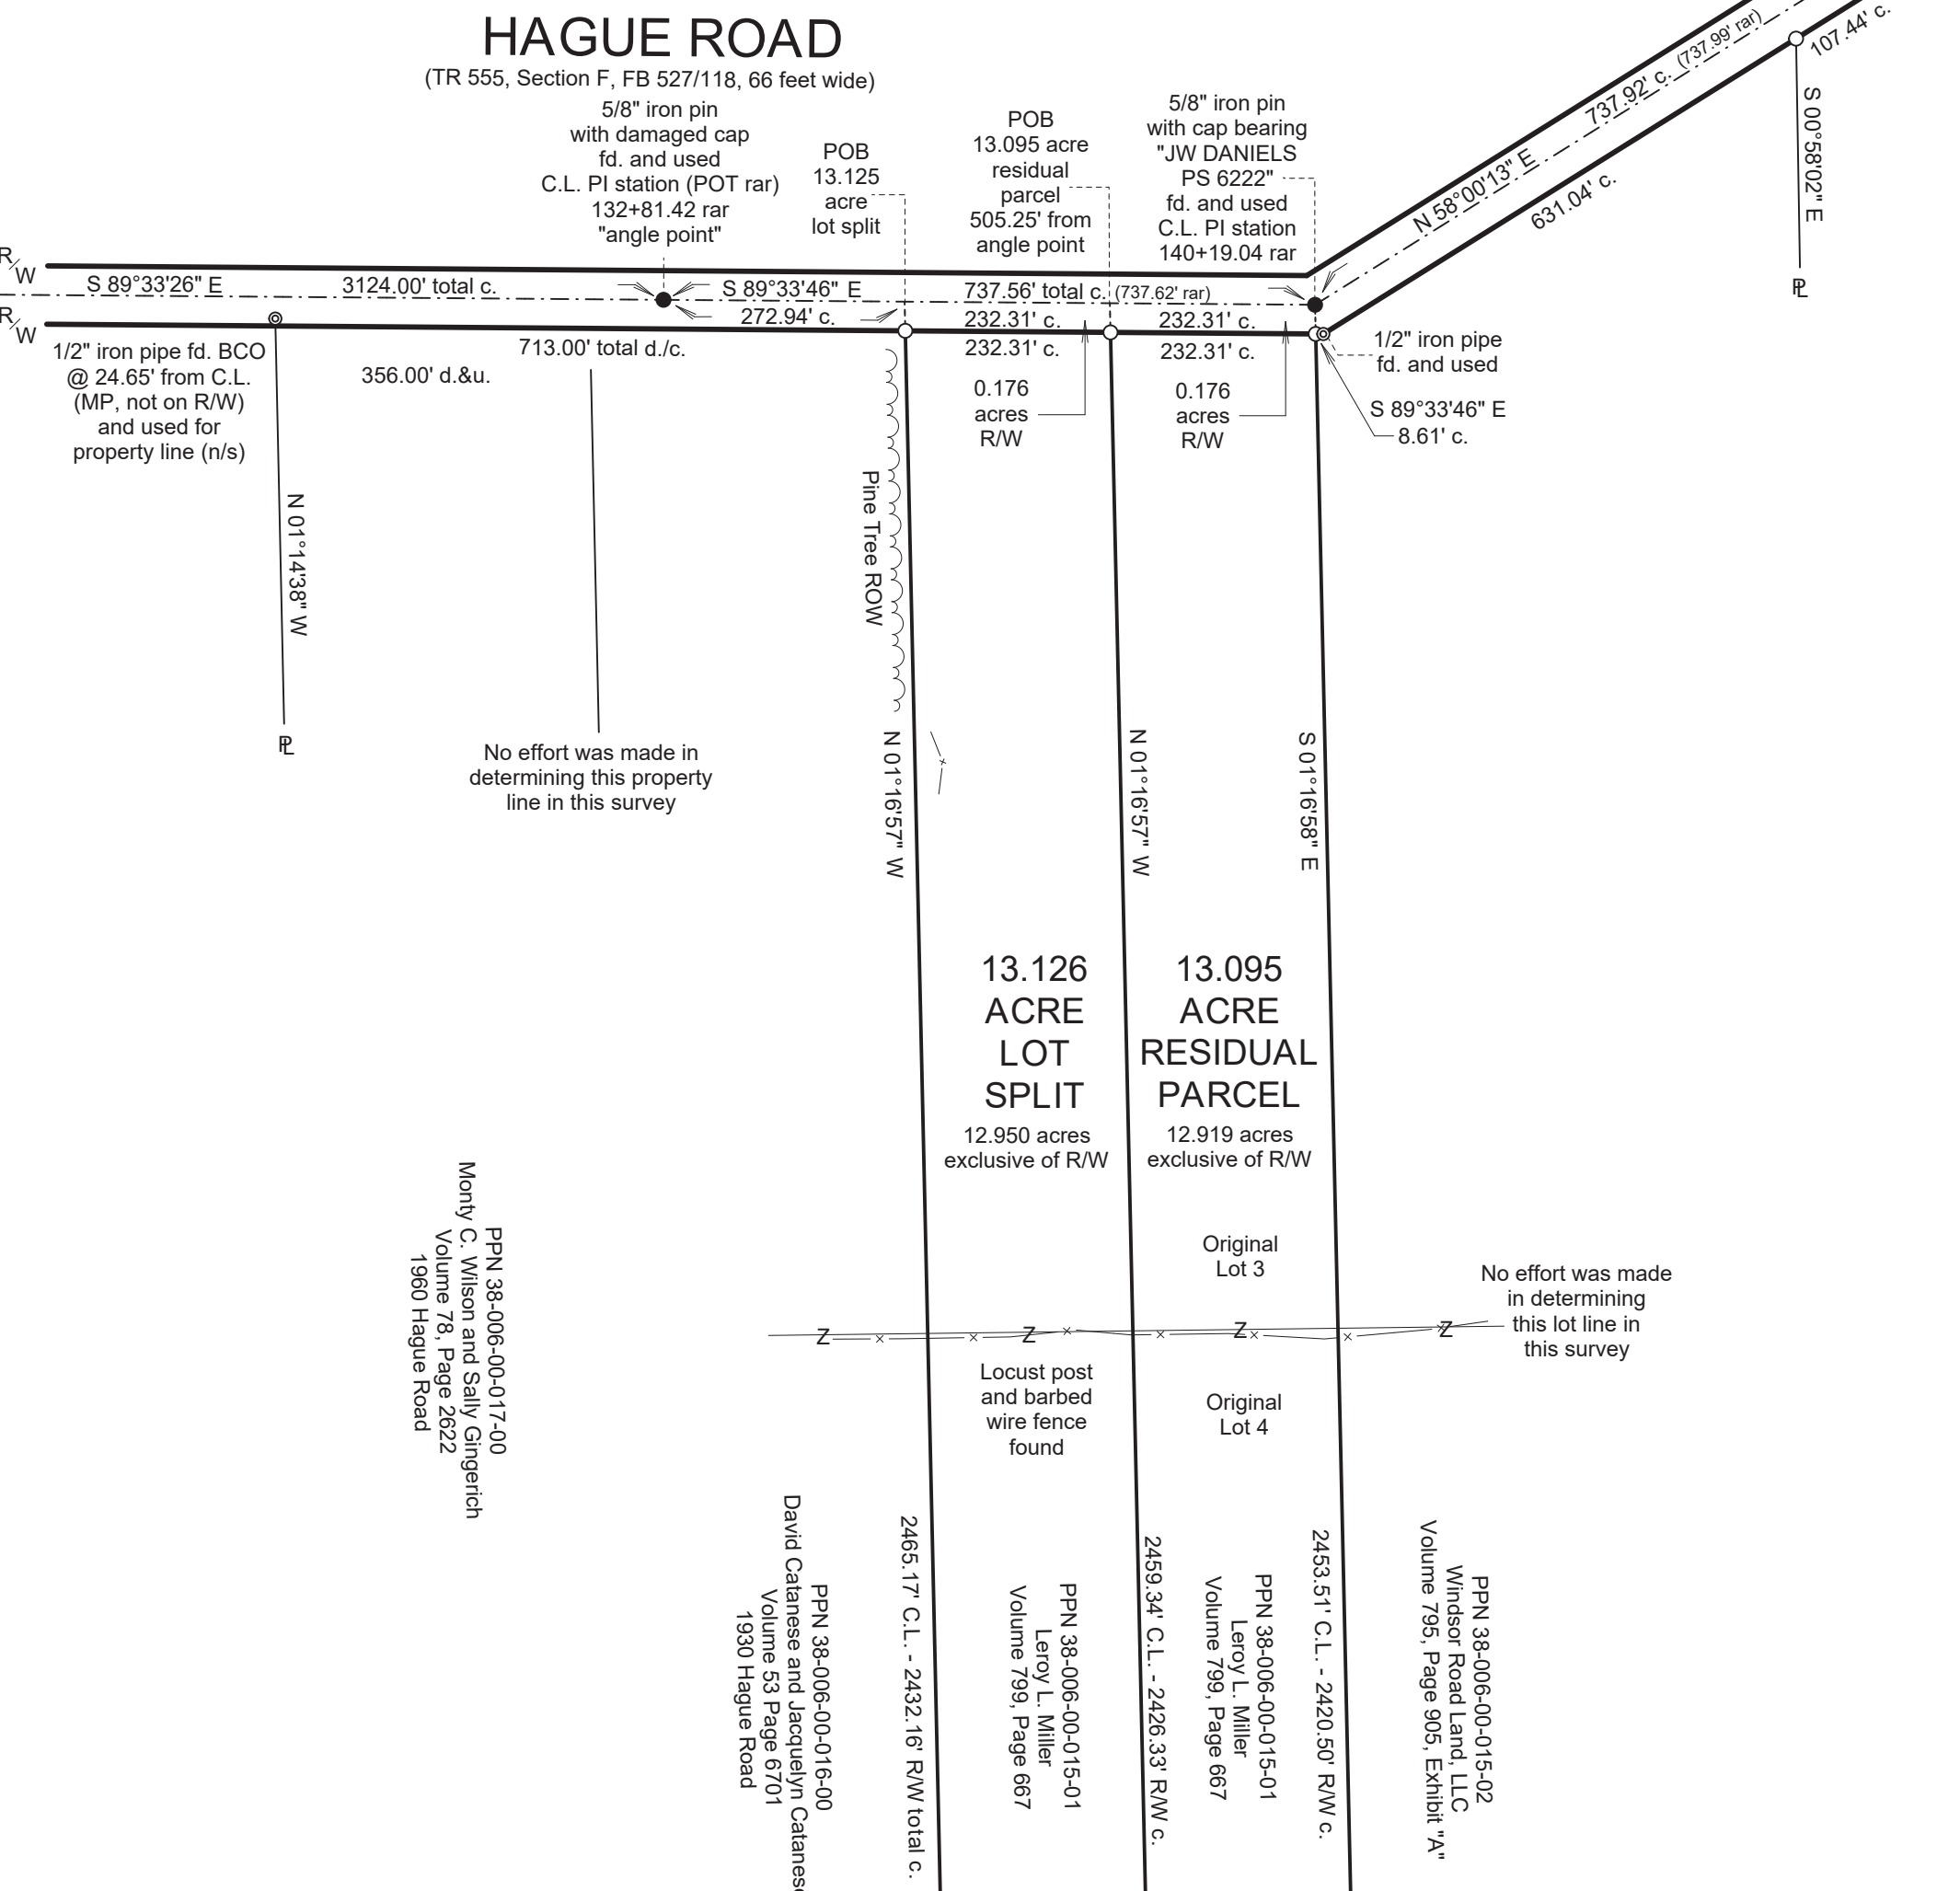 HAGUE ROAD
(TR 555, Section F, FB 527/118, 66 feet wide)
5/8" iron pin
with damaged cap
fd. and used
C.L. PI station (POT rar)
132+81.42 rar
"angle point"
POB
13.125
acre
lot split
POB
13.095 acre
residual
parcel
505.25' from
angle point
5/8" iron pin
with cap bearing
"JW DANIELS
PS 6222"
fd. and used
C.L. PI station
140+19.04 rar
N 58°00'13" E
737.92' c. (737.99' rar)
631.04' c.
107.44' c.
S 00°58'02" E
PL
R/W
S 89°33'26" E
3124.00' total c.
S 89°33'46" E
737.56' total c. (737.62' rar)
R/W
272.94' c.
232.31' c.
232.31' c.
713.00' total d./c.
232.31' c.
232.31' c.
356.00' d.&u.
1/2" iron pipe fd. BCO
@ 24.65' from C.L.
(MP, not on R/W)
and used for
property line (n/s)
0.176
acres
R/W
0.176
acres
R/W
1/2" iron pipe
fd. and used
S 89°33'46" E
8.61' c.
N 01°14'38" W
PL
Pine Tree ROW
No effort was made in
determining this property
line in this survey
N 01°16'57" W
N 01°16'57" W
S 01°16'58" E
13.126
ACRE
LOT
SPLIT
12.950 acres
exclusive of R/W
13.095
ACRE
RESIDUAL
PARCEL
12.919 acres
exclusive of R/W
Original
Lot 3
No effort was made
in determining
this lot line in
this survey
Z
Z
Z
Z
Locust post
and barbed
wire fence
found
Original
Lot 4
PPN 38-006-00-017-00
Monty C. Wilson and Sally Gingerich
Volume 78, Page 2622
1960 Hague Road
PPN 38-006-00-016-00
David Catanese and Jacquelyn Catanese
Volume 53 Page 6701
1930 Hague Road
2465.17' C.L. - 2432.16' R/W total c.
PPN 38-006-00-015-01
Leroy L. Miller
Volume 799, Page 667
2459.34' C.L. - 2426.33' R/W c.
PPN 38-006-00-015-01
Leroy L. Miller
Volume 799, Page 667
2453.51' C.L. - 2420.50' R/W c.
PPN 38-006-00-015-02
Windsor Road Land, LLC
Volume 795, Page 905, Exhibit "A"